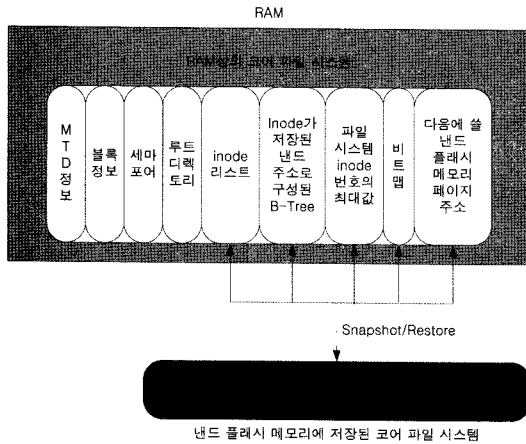 RAM
RAM상의 코어 파일 시스템
M
T
D
정보
블록
정보
세마
포어
루트
디렉
토리
inode
리스트
Inode가
저장된
낸드
주소로
구성된
B-Tree
파일
시스템
inode
번호의
최대값
비
트
맵
다음에 쓸
낸드
플래시
메모리
페이지
주소
Snapshot/Restore
낸드 플래시 메모리에 저장된 코어 파일 시스템